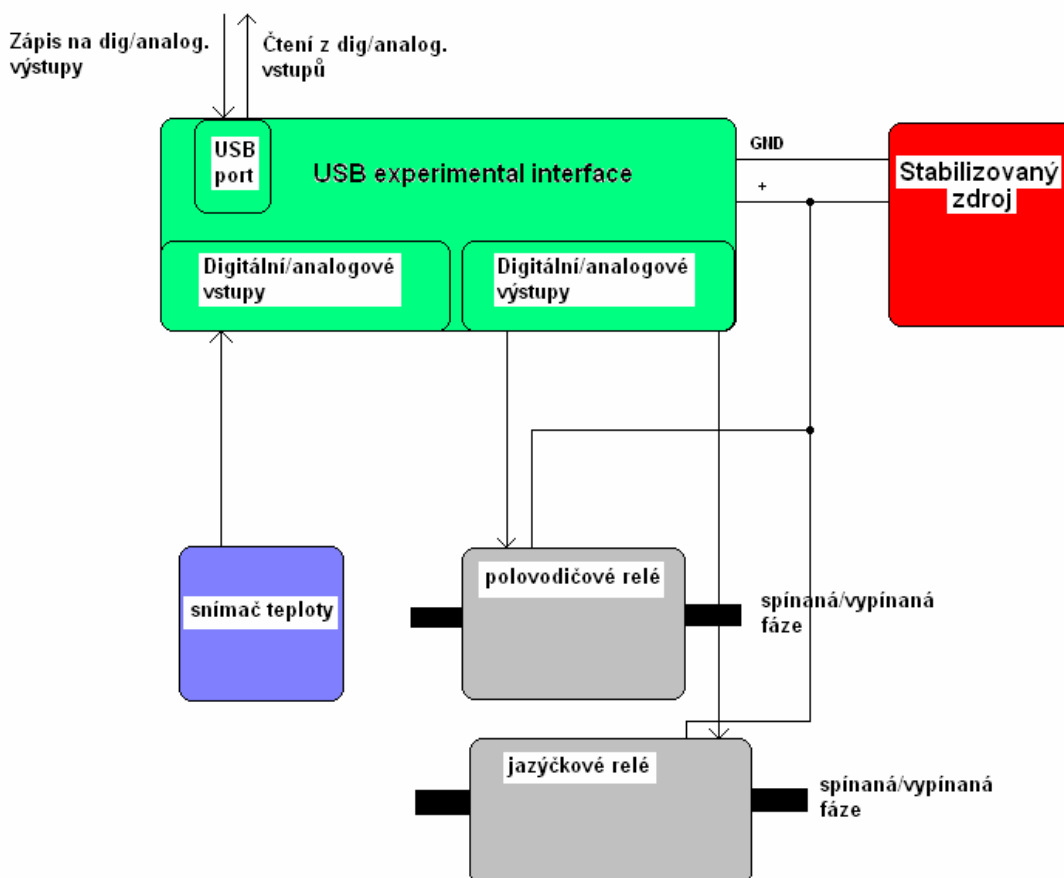 Zápis na dig/analog.
výstupy
Čtení z dig/analog.
vstupů
USB
port
USB experimental interface
GND
+
Stabilizovaný
zdroj
Digitální/analogové
vstupy
Digitální/analogové
výstupy
snímač teploty
polovodičové relé
spínaná/vypínaná
fáze
jazýčkové relé
spínaná/vypínaná
fáze